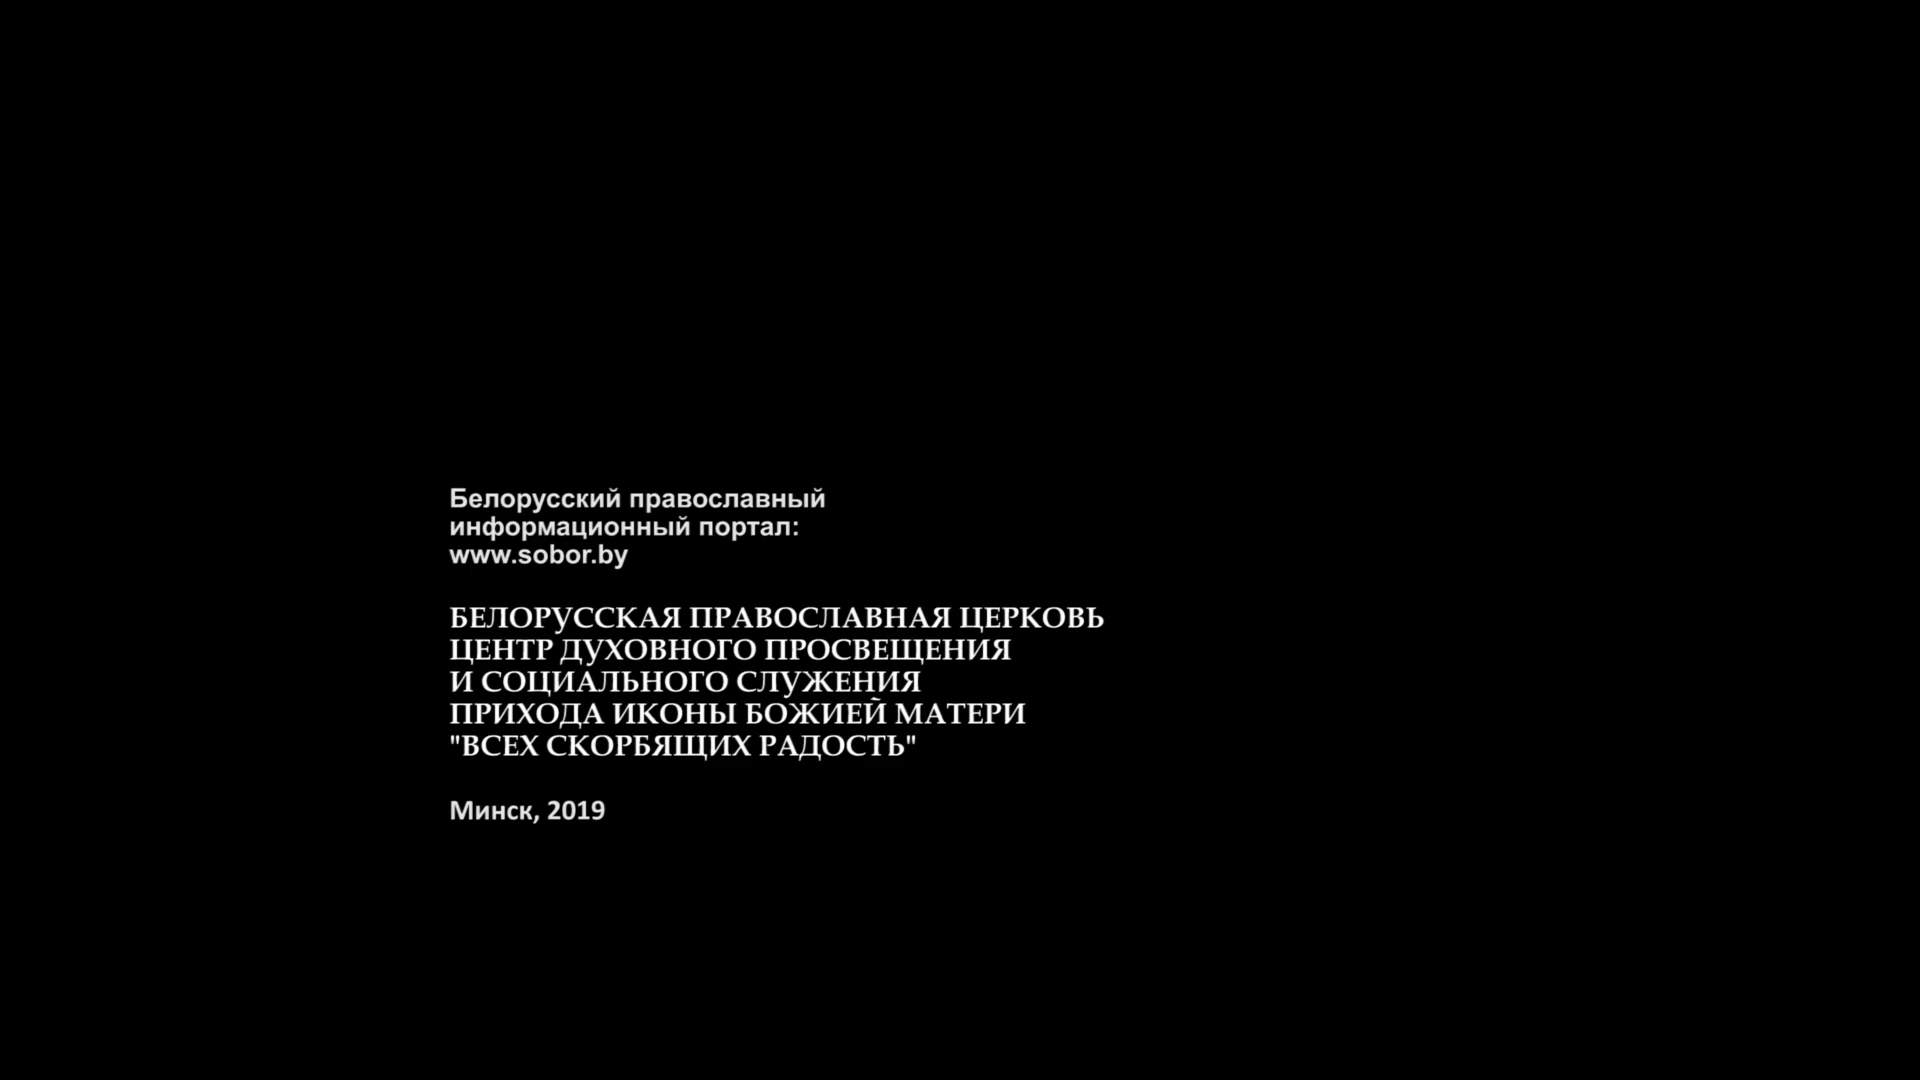 Белорусский православный
информационный портал:
www.sobor.by
БЕЛОРУССКАЯ ПРАВОСЛАВНАЯ ЦЕРКОВЬ
ЦЕНТР ДУХОВНОГО ПРОСВЕЩЕНИЯ
И СОЦИАЛЬНОГО СЛУЖЕНИЯ
ПРИХОДА ИКОНЫ БОЖИЕЙ МАТЕРИ
"ВСЕХ СКОРБЯЩИХ РАДОСТЬ"
Минск, 2019